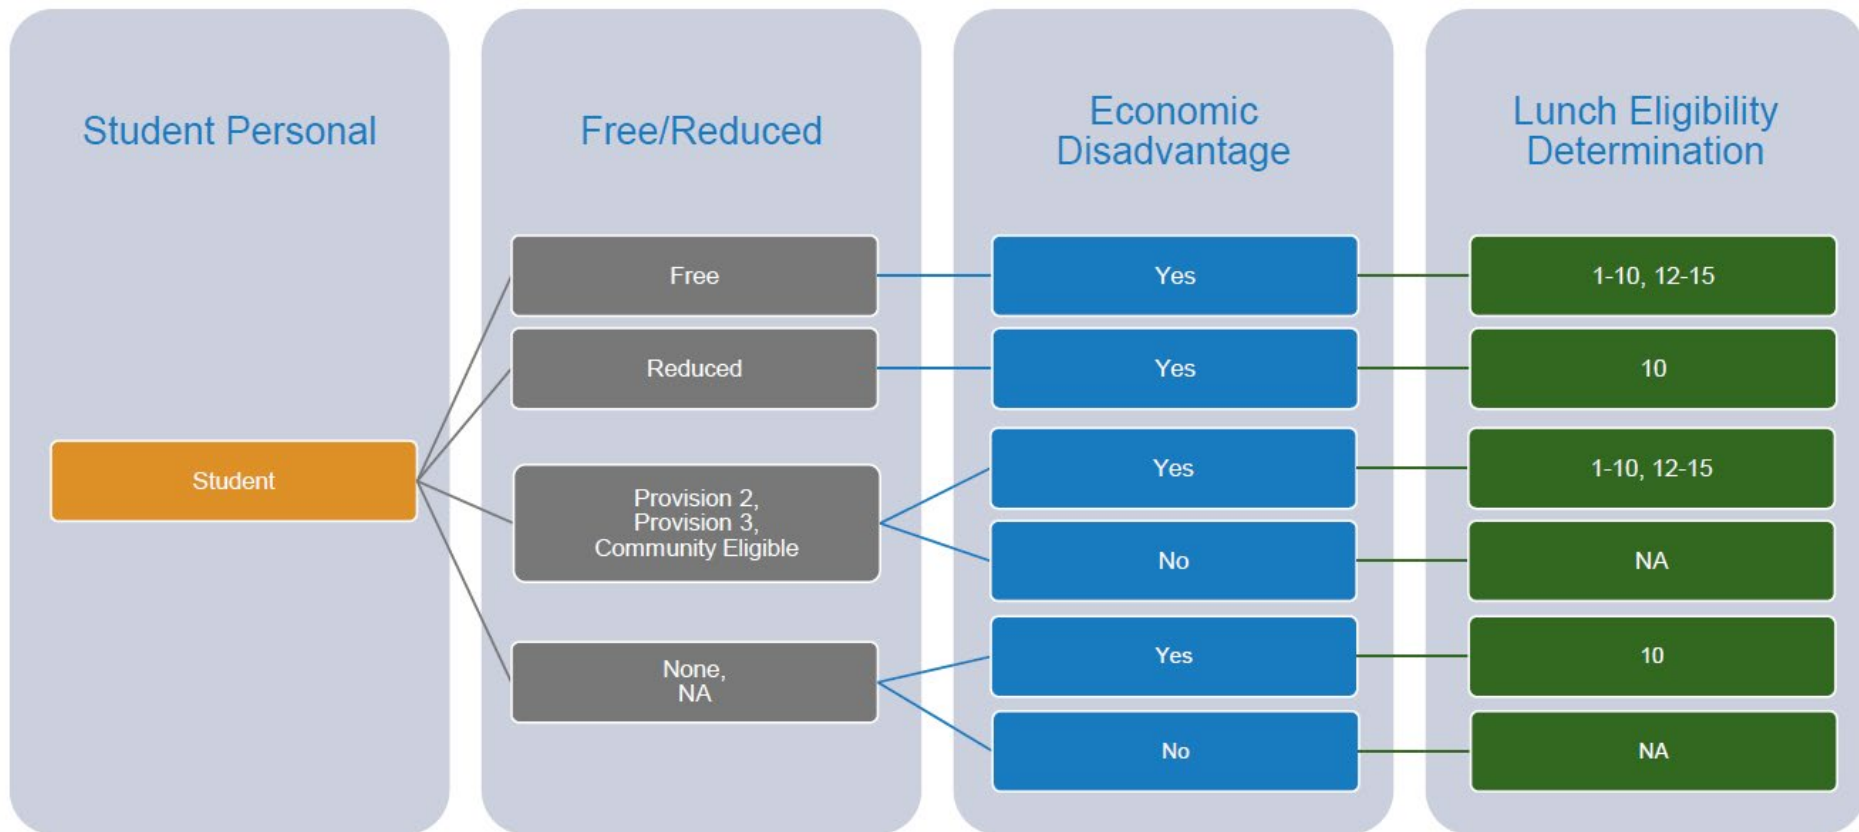 Student Personal
Free/Reduced
Economic
Disadvantage
Lunch Eligibility
Determination
Free
Yes
1-10, 12-15
Reduced
Yes
10
Student
Provision 2,
Provision 3,
Community Eligible
Yes
1-10, 12-15
No
NA
None,
NA
Yes
10
No
NA